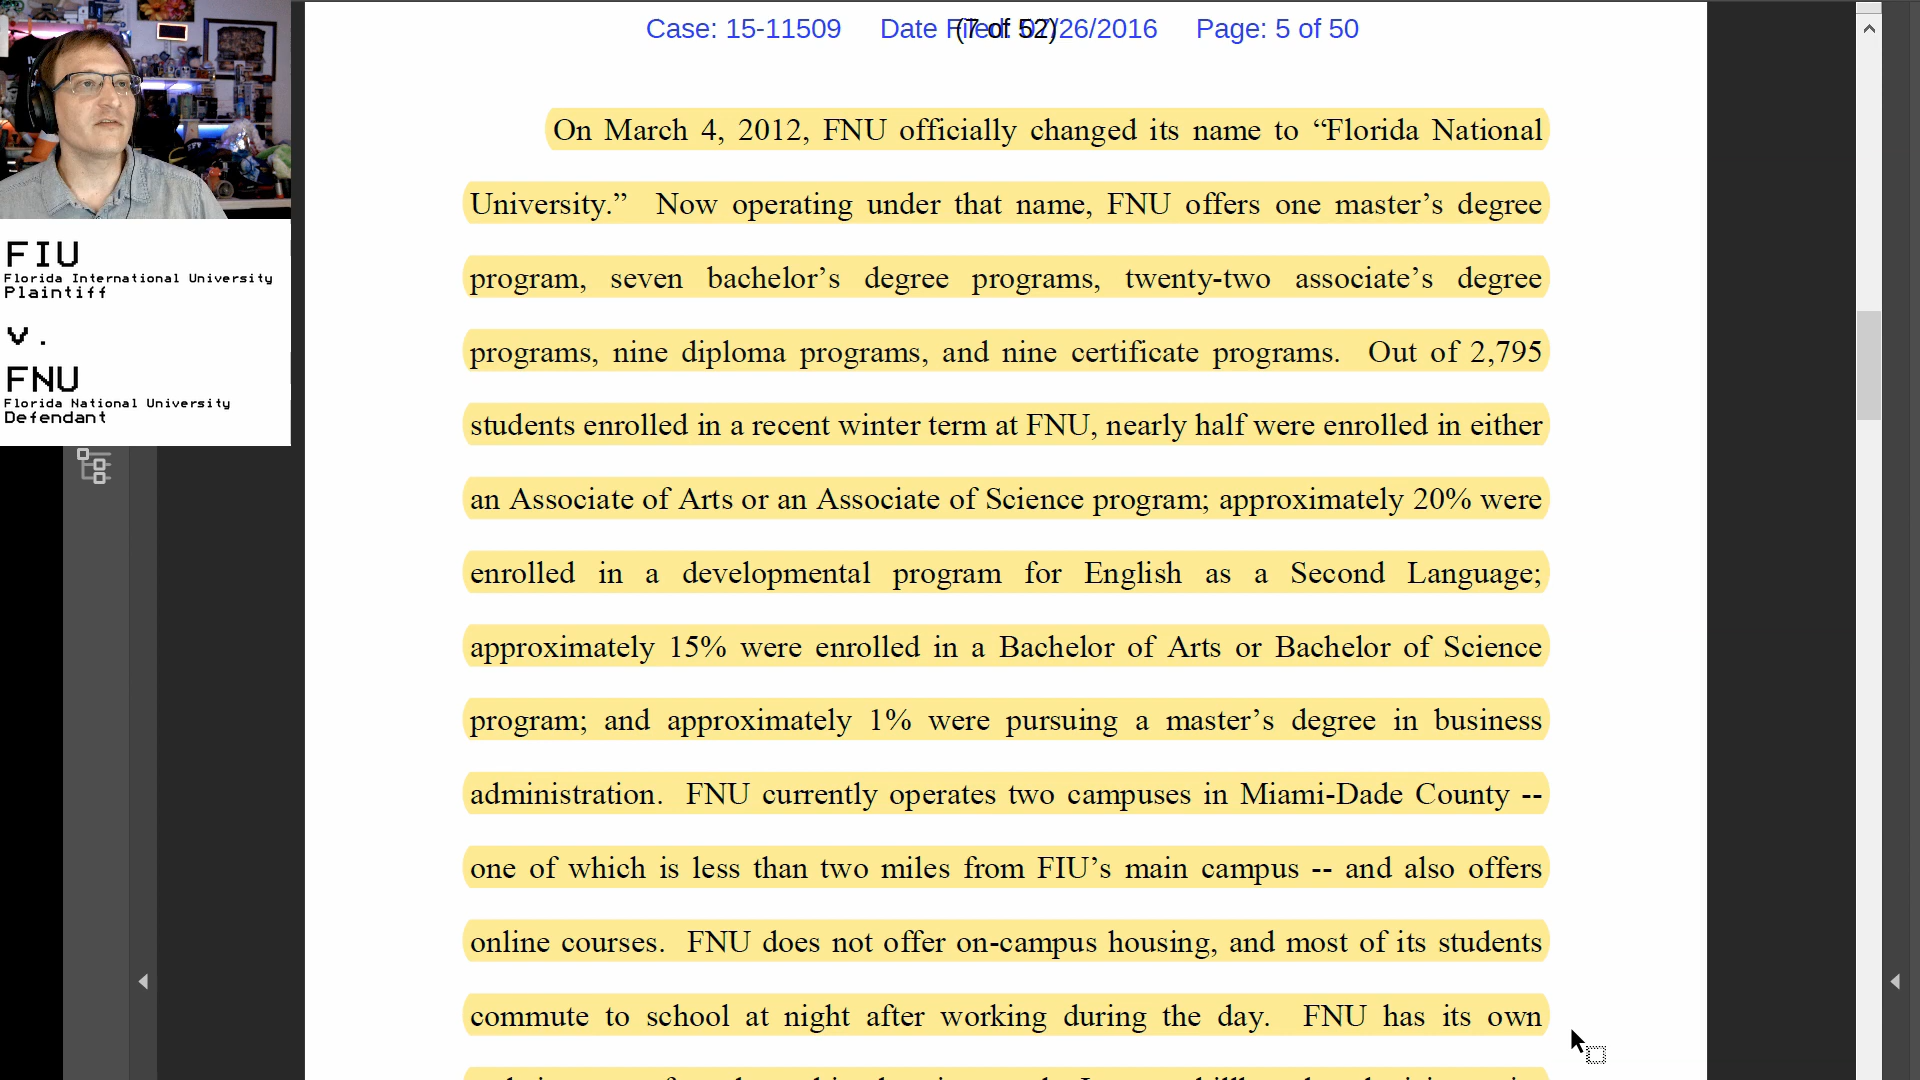 Case: 15-11509 Date Filed: 07/26/2016 Page: 5 of 50
(7 of 52)
On March 4, 2012, FNU officially changed its name to “Florida National
University.” Now operating under that name, FNU offers one master’s degree
program, seven bachelor’s degree programs, twenty-two associate’s degree
programs, nine diploma programs, and nine certificate programs. Out of 2,795
students enrolled in a recent winter term at FNU, nearly half were enrolled in either
an Associate of Arts or an Associate of Science program; approximately 20% were
enrolled in a developmental program for English as a Second Language;
approximately 15% were enrolled in a Bachelor of Arts or Bachelor of Science
program; and approximately 1% were pursuing a master’s degree in business
administration. FNU currently operates two campuses in Miami-Dade County --
one of which is less than two miles from FIU’s main campus -- and also offers
online courses. FNU does not offer on-campus housing, and most of its students
commute to school at night after working during the day. FNU has its own
FIU
Florida International University
Plaintiff
v.
FNU
Florida National University
Defendant